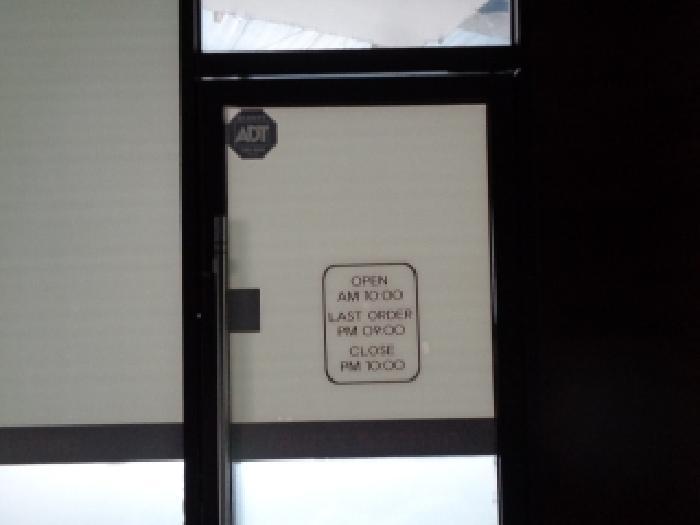 ADT
OPEN
AM 10:00
LAST ORDER
PM 09:00
CLOSE
PM 10:00